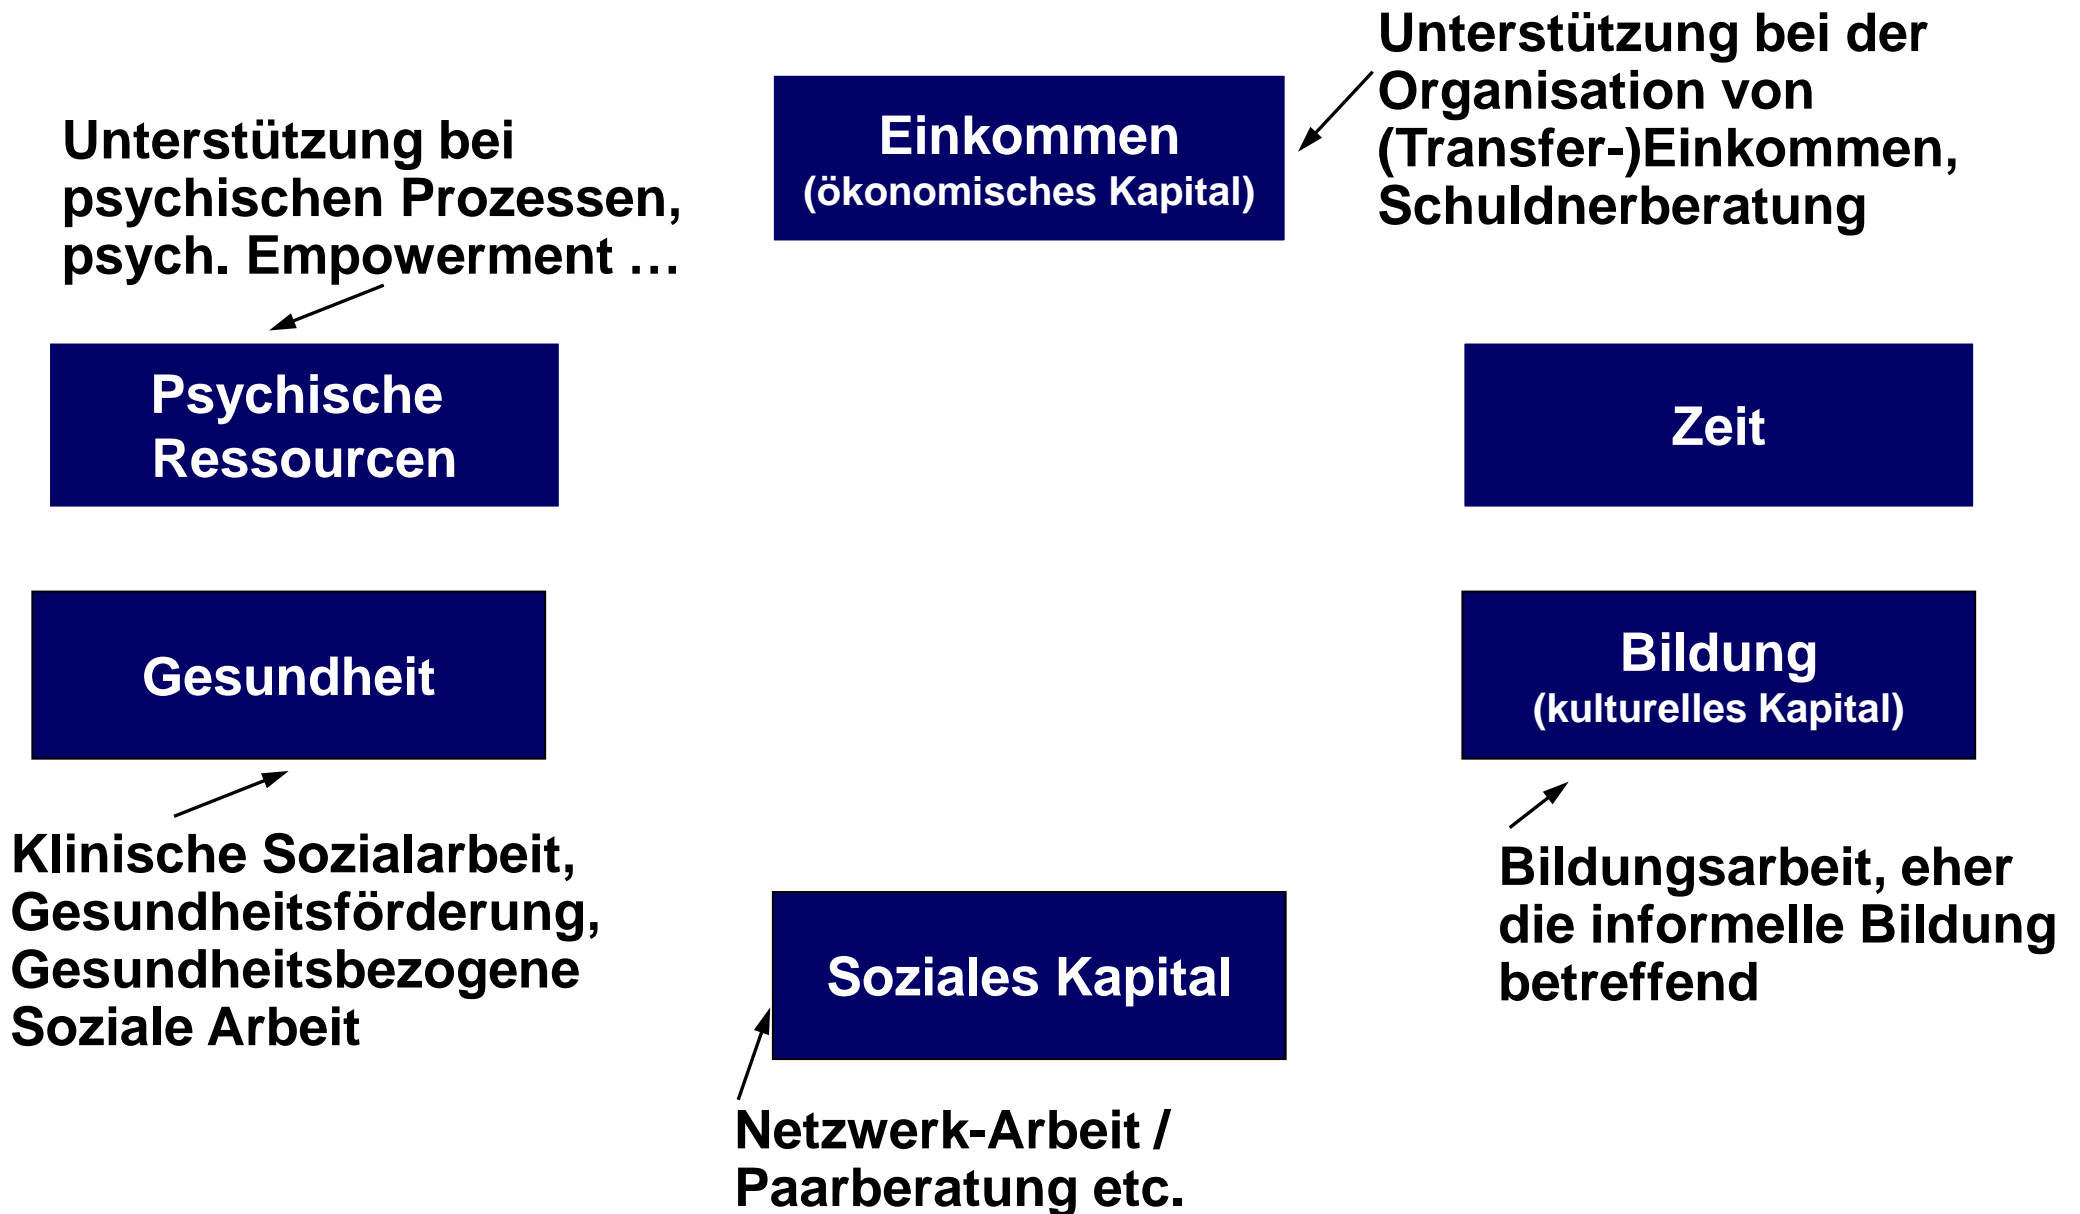 Unterstützung bei der
Organisation von
(Transfer-)Einkommen,
Schuldnerberatung
Einkommen
(ökonomisches Kapital)
Unterstützung bei
psychischen Prozessen,
psych. Empowerment …
Psychische
Ressourcen
Zeit
Gesundheit
Bildung
(kulturelles Kapital)
Klinische Sozialarbeit,
Gesundheitsförderung,
Gesundheitsbezogene
Soziale Arbeit
Bildungsarbeit, eher
die informelle Bildung
betreffend
Soziales Kapital
Netzwerk-Arbeit /
Paarberatung etc.